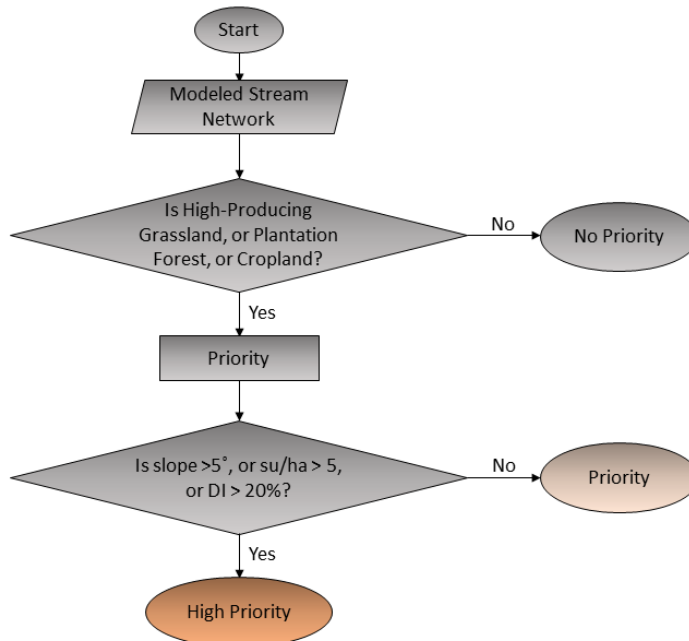 Start
Modeled Stream
Network
Is High-Producing
Grassland, or Plantation
Forest, or Cropland?
No
No Priority
Yes
Priority
Is slope >5˚, or su/ha > 5,
or DI > 20%?
No
Priority
Yes
High Priority